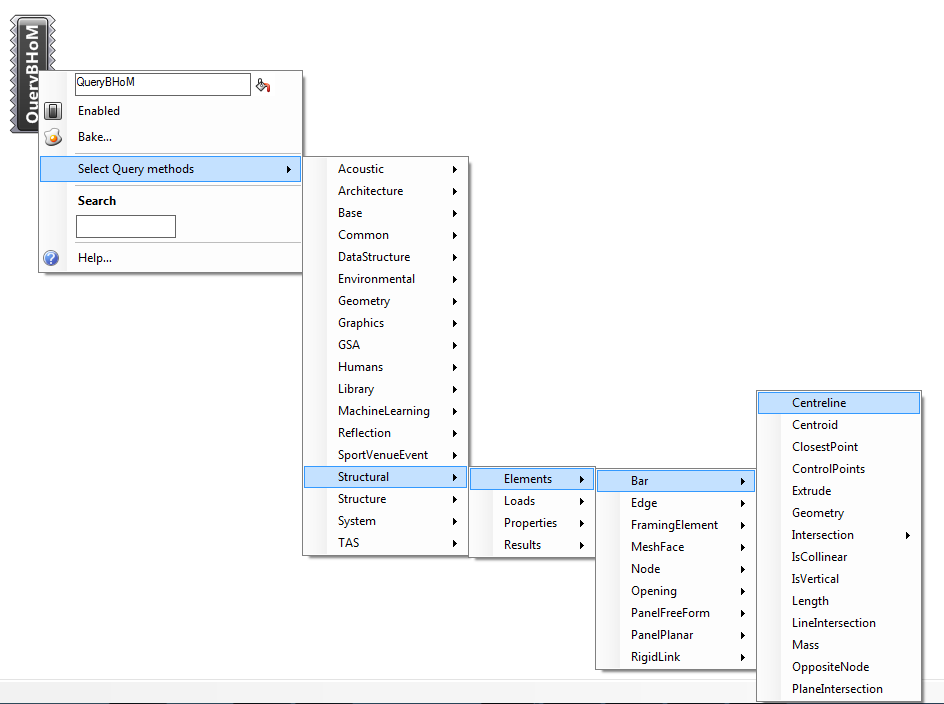 QueryBHoM
QueryBHoM
Enabled
Bake...
Select Query methods
Search
Help...
Acoustic
Architecture
Base
Common
DataStructure
Environmental
Geometry
Graphics
GSA
Humans
Library
MachineLearning
Reflection
SportVenueEvent
Structural
Structure
System
TAS
Elements
Loads
Properties
Results
Bar
Edge
FramingElement
MeshFace
Node
Opening
PanelFreeForm
PanelPlanar
RigidLink
Centreline
Centroid
ClosestPoint
ControlPoints
Extrude
Geometry
Intersection
IsCollinear
IsVertical
Length
LineIntersection
Mass
OppositeNode
PlaneIntersection